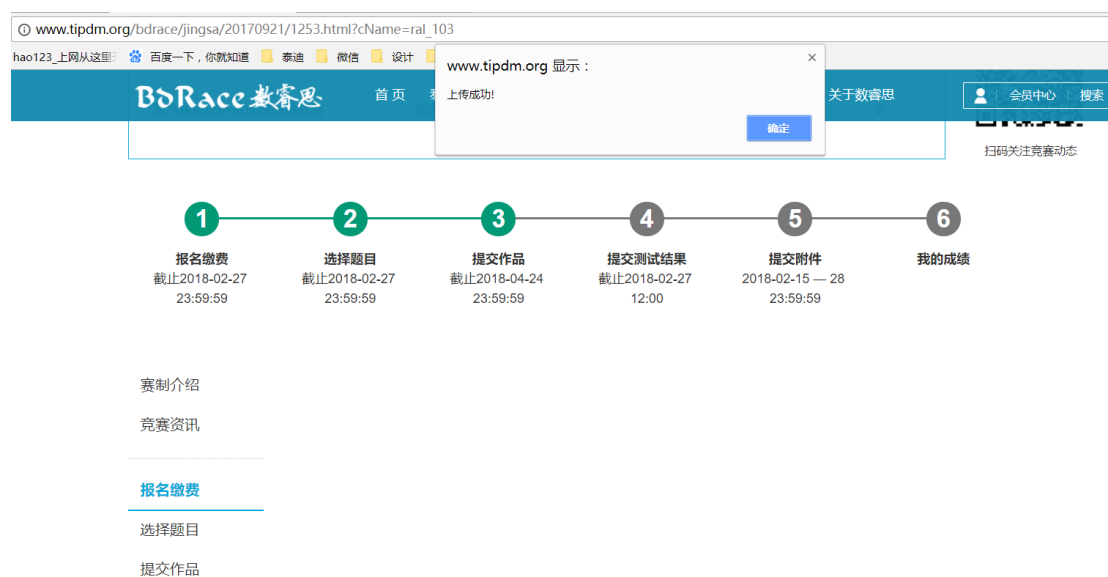 www.tipdm.org/bdrace/jingsa/20170921/1253.html?cName=ral_103
hao123_上网从这里 百度一下，你就知道 泰迪 微信 设计
www.tipdm.org 显示：
上传成功!
确定
BDRace 数睿思 首页 关于数睿思 会员中心 搜索
扫码关注竞赛动态
1 2 3 4 5 6
报名缴费 选择题目 提交作品 提交测试结果 提交附件 我的成绩
截止2018-02-27 截止2018-02-27 截止2018-04-24 截止2018-02-27 2018-02-15 — 28
23:59:59 23:59:59 23:59:59 12:00 23:59:59
赛制介绍
竞赛资讯
报名缴费
选择题目
提交作品